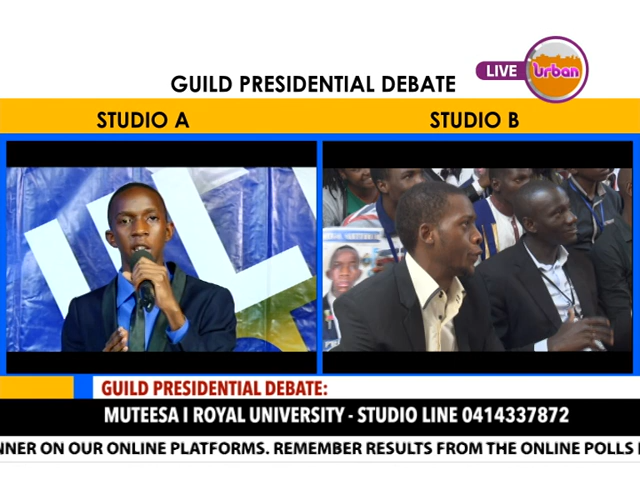 LIVE
urban
GUILD PRESIDENTIAL DEBATE
STUDIO A
STUDIO B
GUILD PRESIDENTIAL DEBATE:
MUTEESA I ROYAL UNIVERSITY - STUDIO LINE 0414337872
NNER ON OUR ONLINE PLATFORMS. REMEMBER RESULTS FROM THE ONLINE POLLS